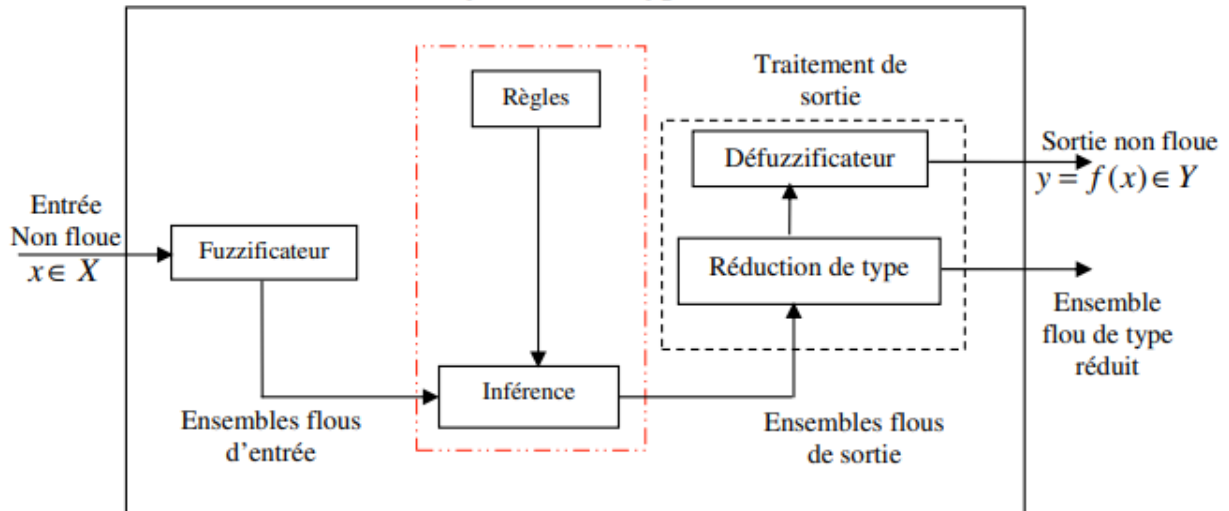 Entrée
Non floue
x ∈ X
Fuzzificateur
Ensembles flous
d’entrée
Règles
Inférence
Traitement de
sortie
Défuzzificateur
Réduction de type
Ensembles flous
de sortie
Sortie non floue
y = f(x) ∈ Y
Ensemble
flou de type
réduit